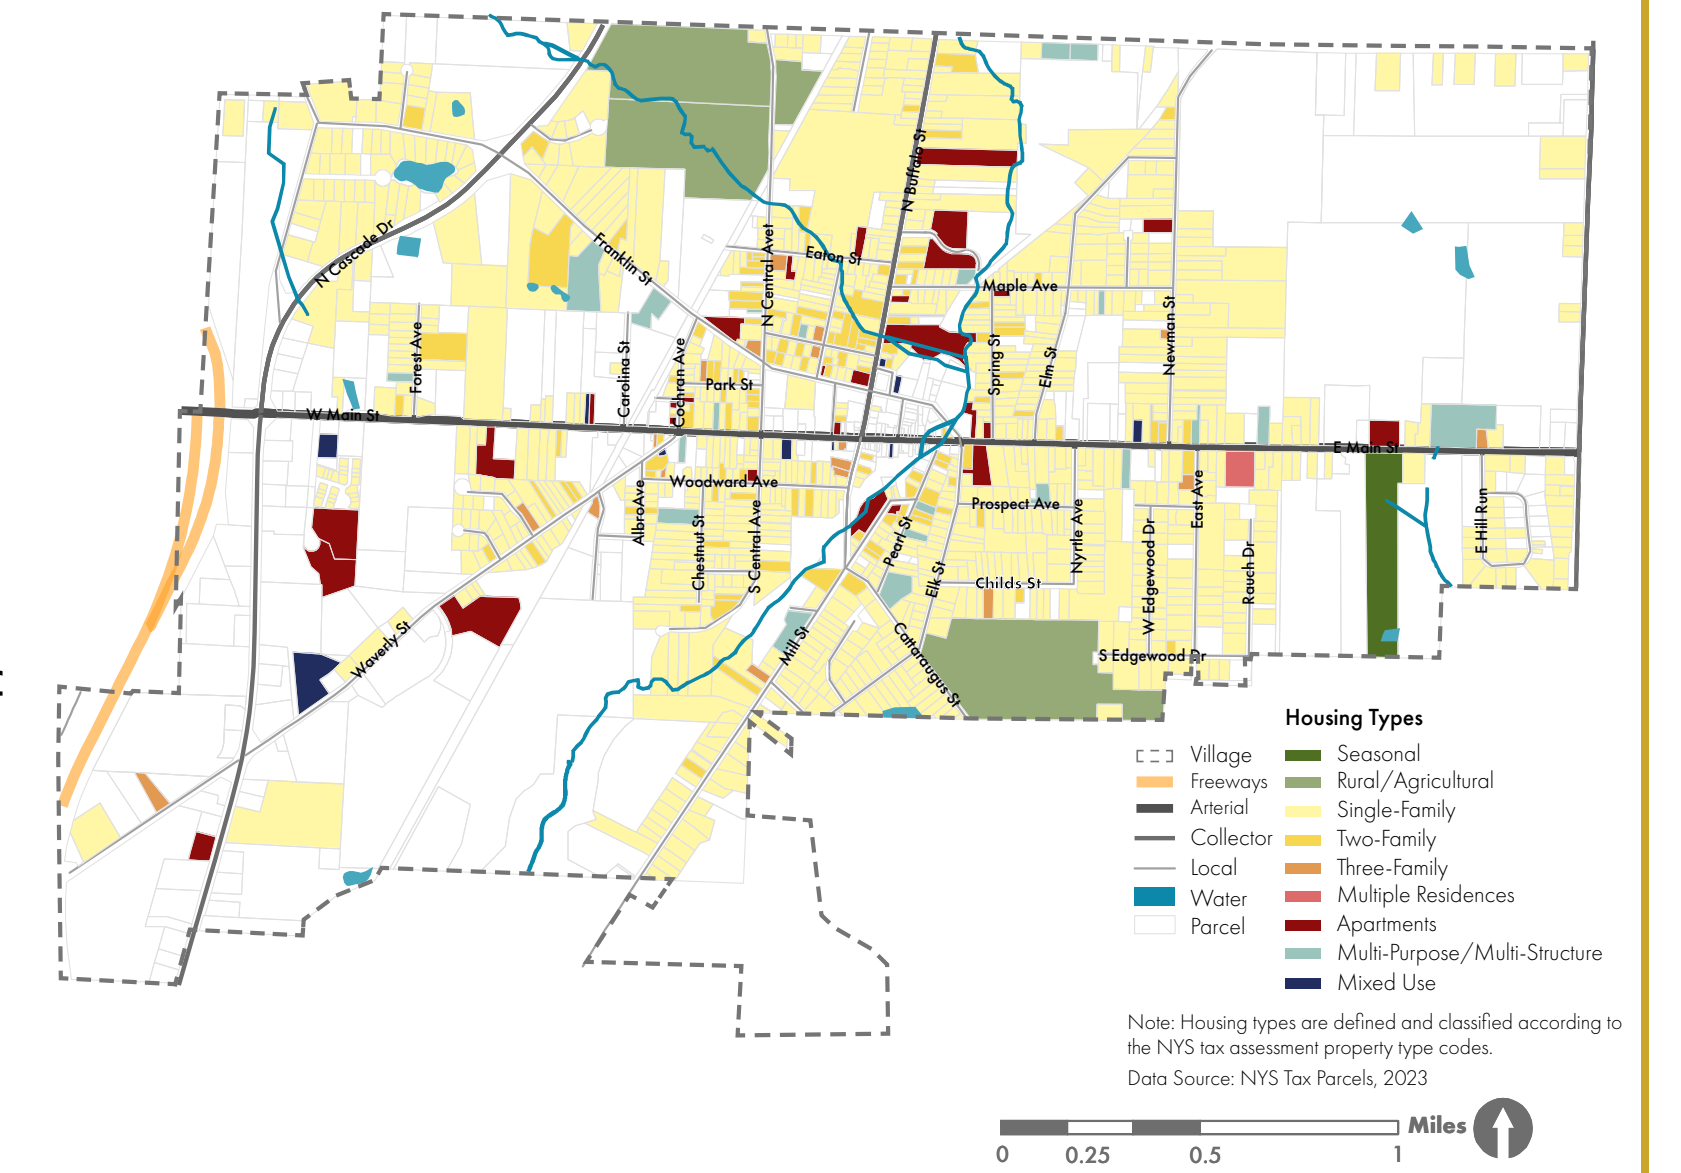 N Buffalo St
N Cascade Dr
Franklin St
N Central Avet
Eaton St
Maple Ave
Forest Ave
Carolina St
Cochran Ave
Park St
Spring St
Elm St
Newman St
W Main St
E Main St
Woodward Ave
Albro Ave
Chestnut St
S Central Ave
Prospect Ave
Pearl St
Elk St
Childs St
Nyrtle Ave
W Edgewood Dr
East Ave
Rauch Dr
E Hill Run
Waverly St
Mill St
Cattaraugus St
S Edgewood Dr
Housing Types
Village
Freeways
Arterial
Collector
Local
Water
Parcel
Seasonal
Rural/Agricultural
Single-Family
Two-Family
Three-Family
Multiple Residences
Apartments
Multi-Purpose/Multi-Structure
Mixed Use
Note: Housing types are defined and classified according to
the NYS tax assessment property type codes.
Data Source: NYS Tax Parcels, 2023
Miles
0 0.25 0.5 1